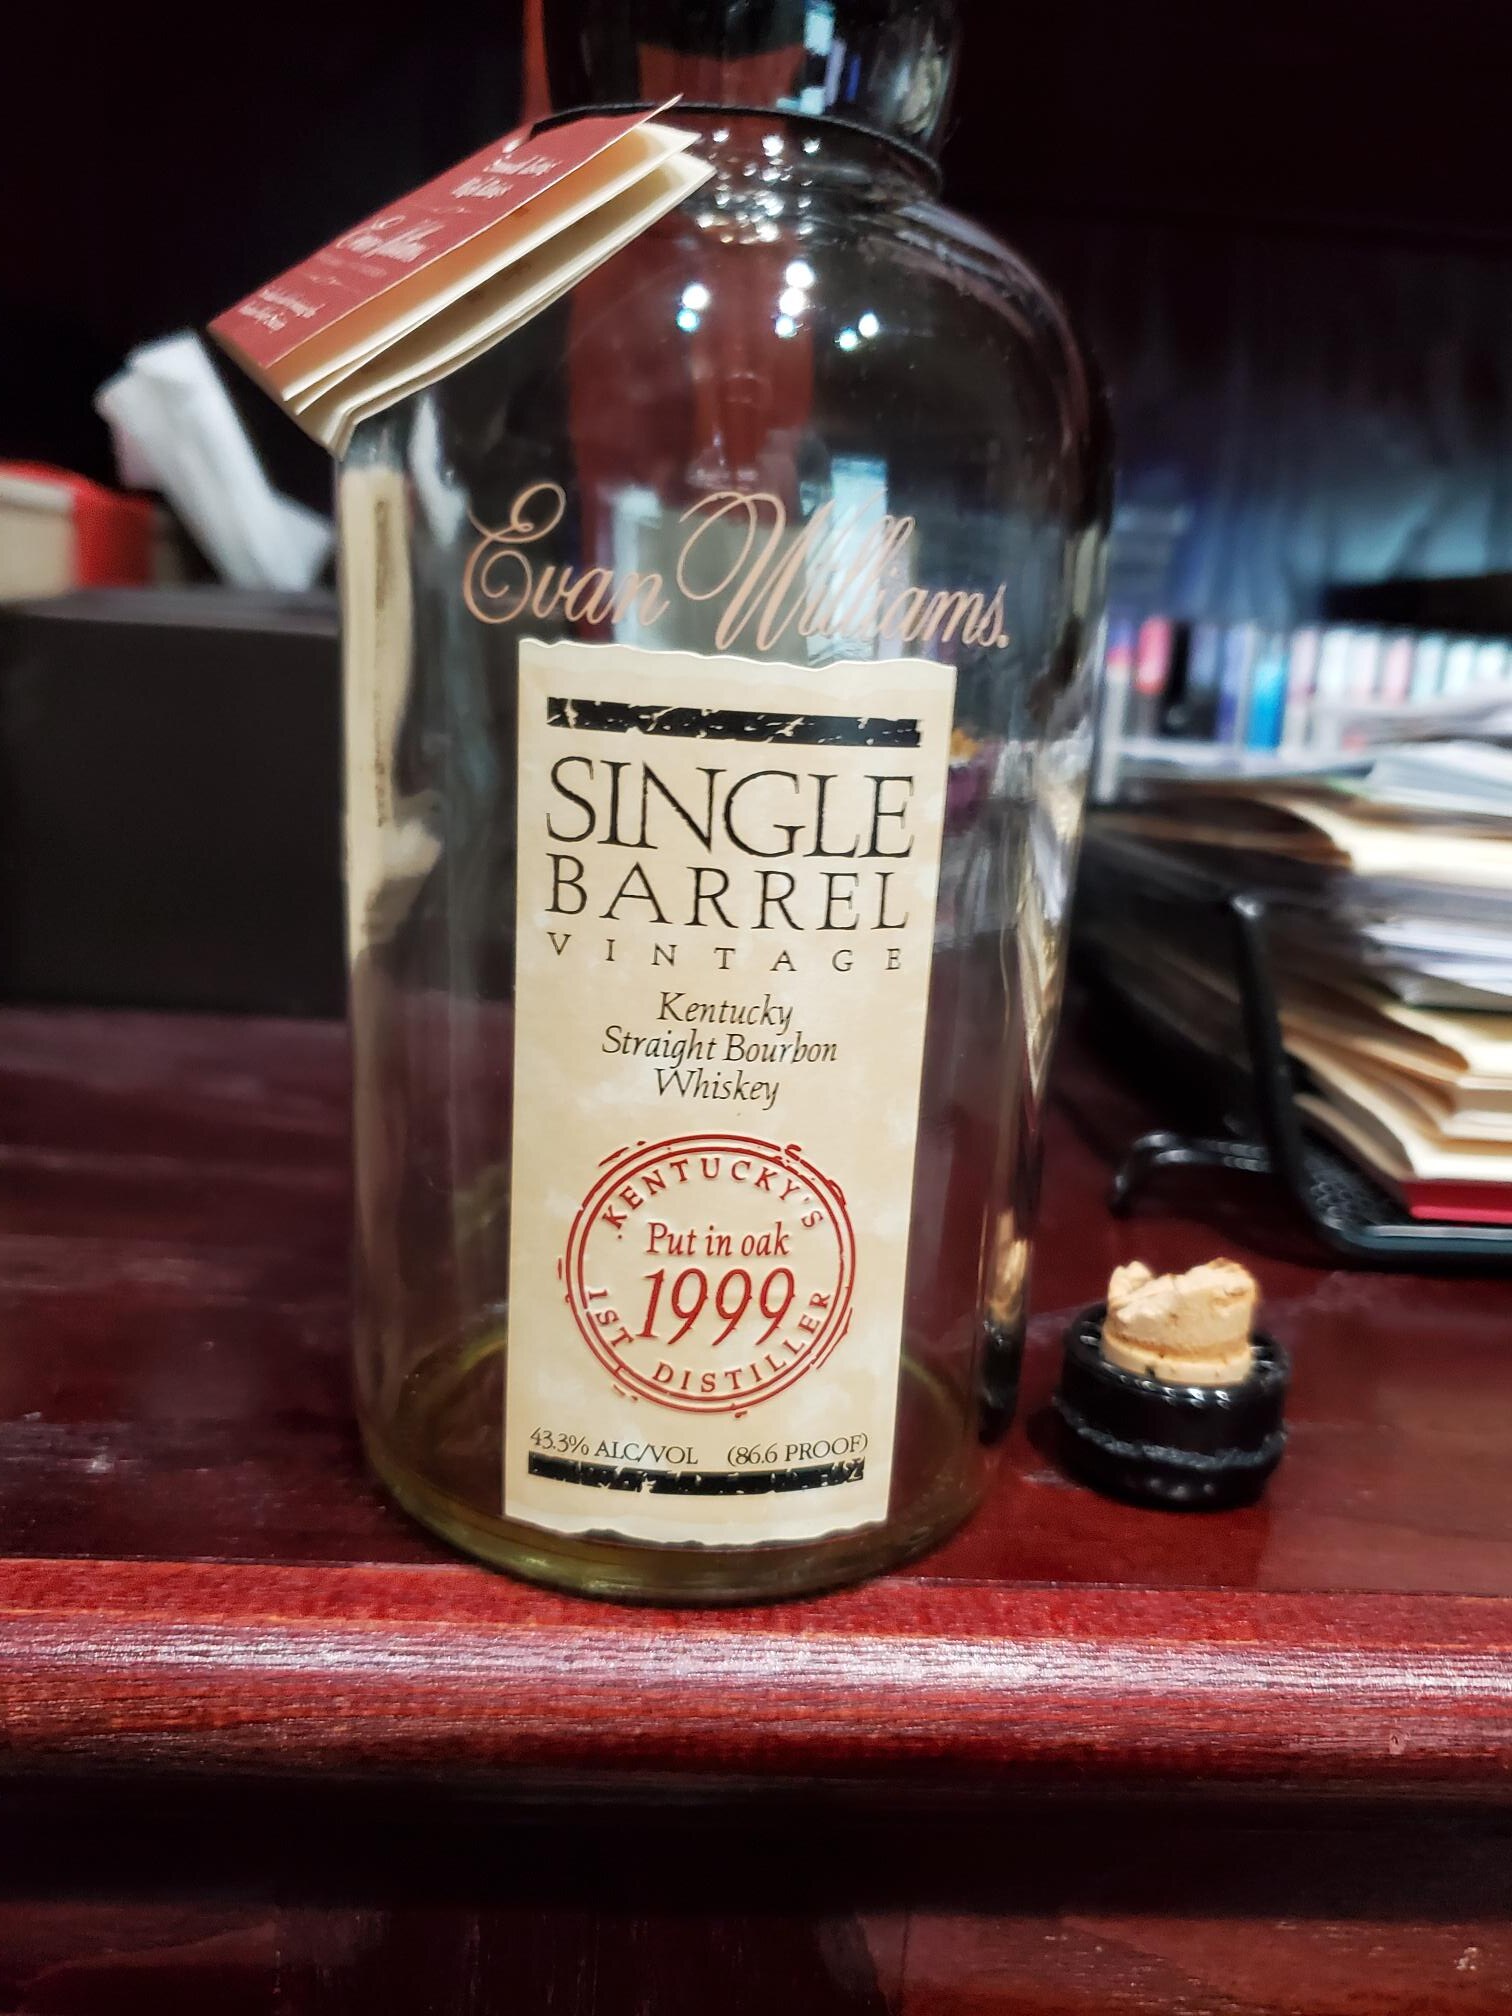 Evan Williams.
SINGLE
BARREL
VINTAGE
Kentucky
Straight Bourbon
Whiskey
KENTUCKY'S
Put in oak
1999
1ST DISTILLER
43.3% ALC/VOL (86.6 PROOF)